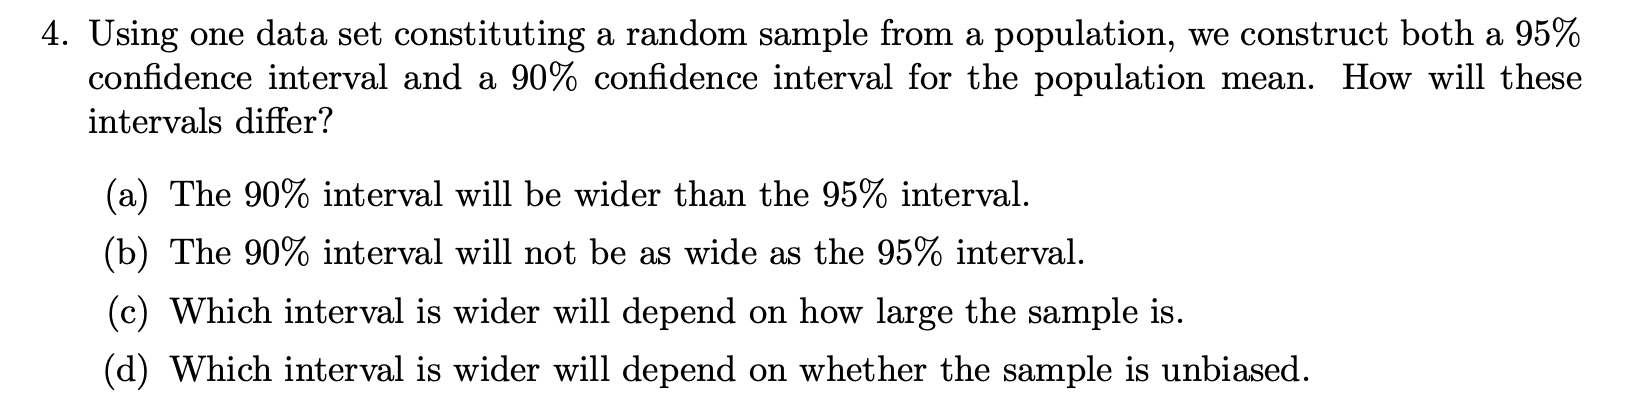 4. Using one data set constituting a random sample from a population, we construct both a 95%
confidence interval and a 90% confidence interval for the population mean. How will these
intervals differ?
(a) The 90% interval will be wider than the 95% interval.
(b) The 90% interval will not be as wide as the 95% interval.
(c) Which interval is wider will depend on how large the sample is.
(d) Which interval is wider will depend on whether the sample is unbiased.